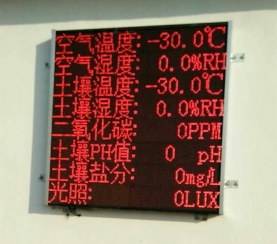 空气温度:-30.0℃
空气湿度: 0.0%RH
土壤温度:-30.0℃
土壤湿度: 0.0%RH
二氧化碳: 0PPM
土壤PH值: 0 pH
土壤盐分: 0mg/L
光照: 0LUX